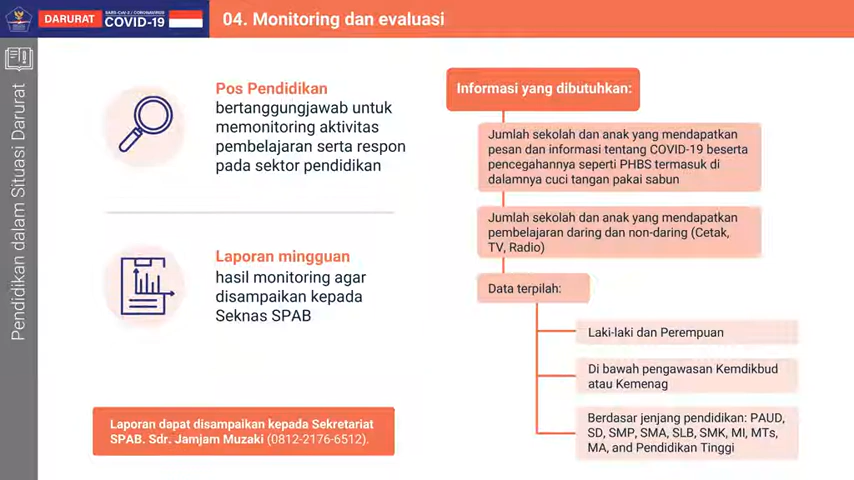 DARURAT
SARS-CoV-2 / CORONAVIRUS
COVID-19
04. Monitoring dan evaluasi
Pendidikan dalam Situasi Darurat
Pos Pendidikan
bertanggungjawab untuk
memonitoring aktivitas
pembelajaran serta respon
pada sektor pendidikan
Laporan mingguan
hasil monitoring agar
disampaikan kepada
Seknas SPAB
Laporan dapat disampaikan kepada Sekretariat
SPAB. Sdr. Jamjam Muzaki (0812-2176-6512).
Informasi yang dibutuhkan:
Jumlah sekolah dan anak yang mendapatkan
pesan dan informasi tentang COVID-19 beserta
pencegahannya seperti PHBS termasuk di
dalamnya cuci tangan pakai sabun
Jumlah sekolah dan anak yang mendapatkan
pembelajaran daring dan non-daring (Cetak,
TV, Radio)
Data terpilah:
Laki-laki dan Perempuan
Di bawah pengawasan Kemdikbud
atau Kemenag
Berdasar jenjang pendidikan: PAUD,
SD, SMP, SMA, SLB, SMK, MI, MTs,
MA, and Pendidikan Tinggi